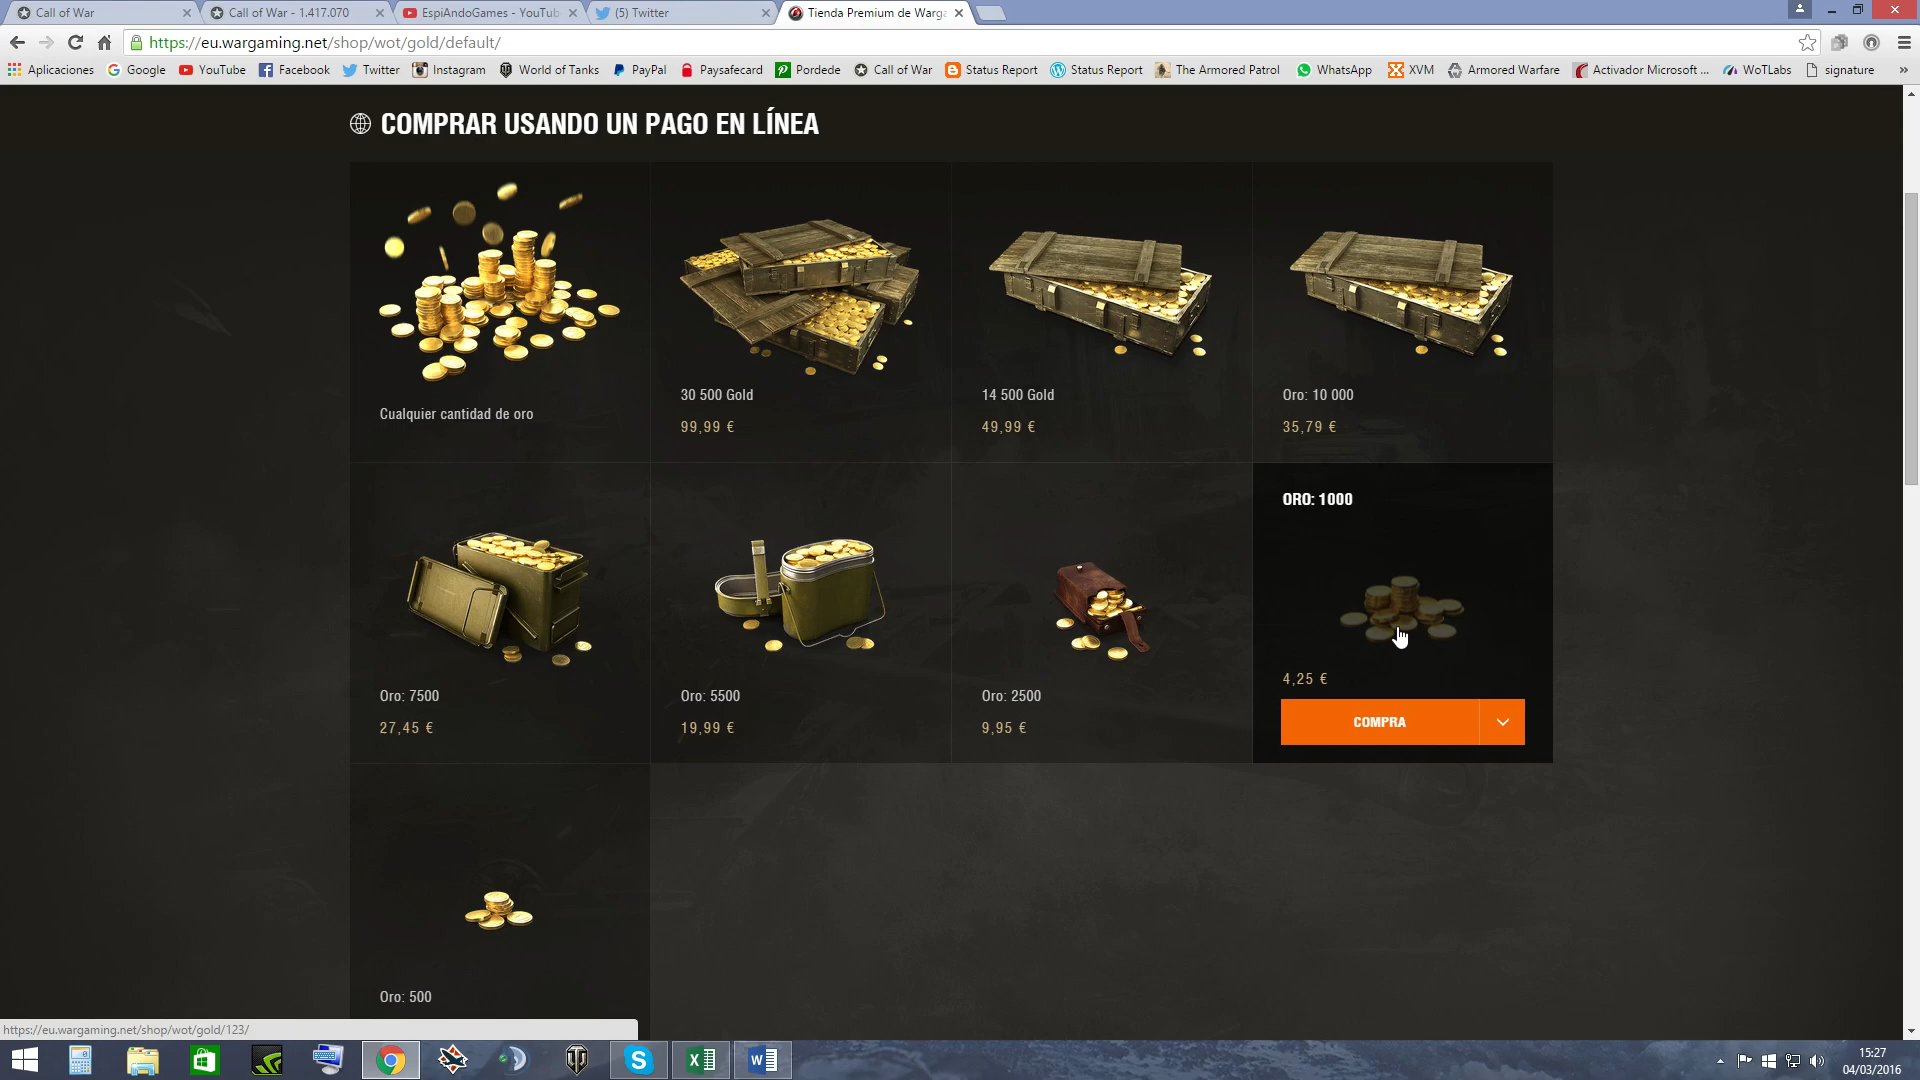 Call of War
Call of War - 1.417.070
EspiAndoGames - YouTub
(5) Twitter
Tienda Premium de Warga
https://eu.wargaming.net/shop/wot/gold/default/
Aplicaciones
Google
YouTube
Facebook
Twitter
Instagram
World of Tanks
PayPal
Paysafecard
Pordede
Call of War
Status Report
Status Report
The Armored Patrol
WhatsApp
XVM
Armored Warfare
Activador Microsoft ...
WoTLabs
signature
»
COMPRAR USANDO UN PAGO EN LÍNEA
Cualquier cantidad de oro
30 500 Gold
99,99 €
14 500 Gold
49,99 €
Oro: 10 000
35,79 €
Oro: 7500
27,45 €
Oro: 5500
19,99 €
Oro: 2500
9,95 €
ORO: 1000
4,25 €
COMPRA
Oro: 500
https://eu.wargaming.net/shop/wot/gold/123/
15:27
04/03/2016